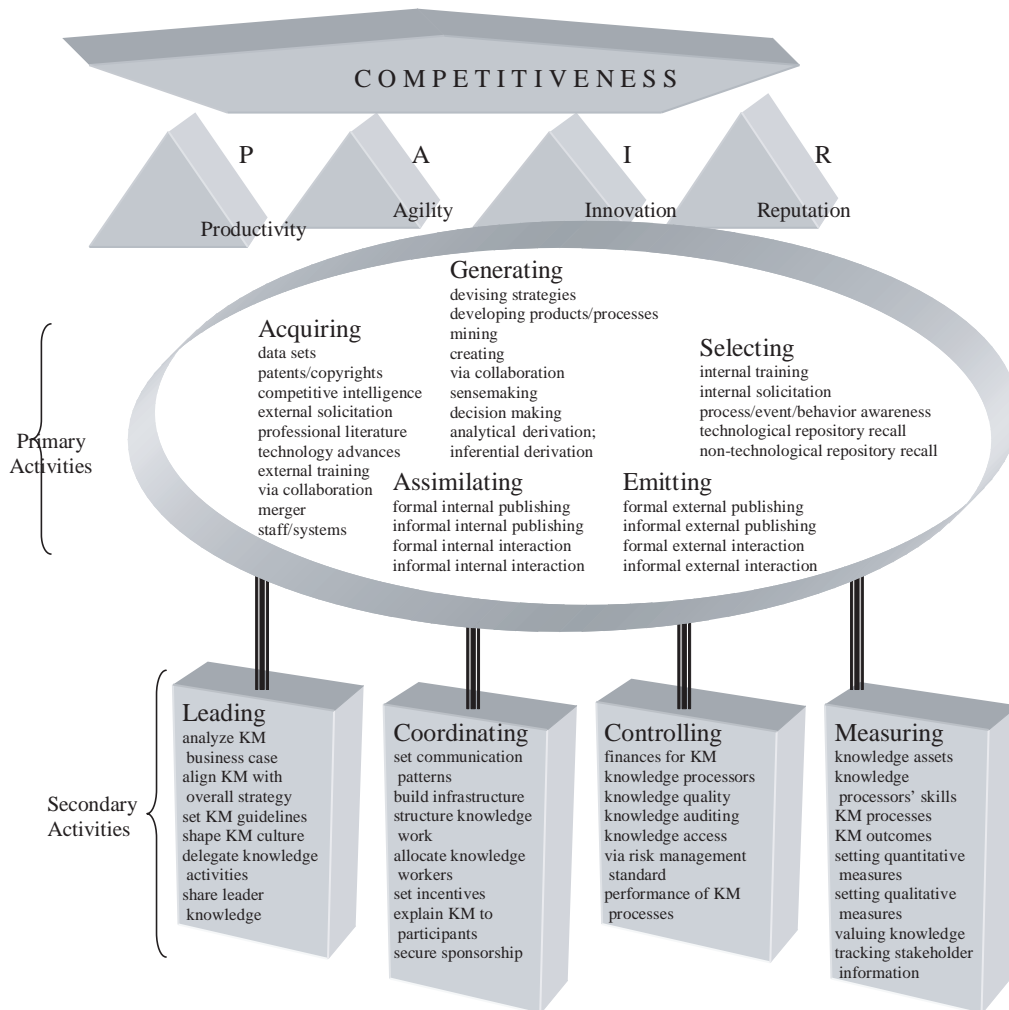 COMPETITIVENESS
P
A
I
R
Productivity
Agility
Innovation
Reputation
Primary
Activities
Acquiring
data sets
patents/copyrights
competitive intelligence
external solicitation
professional literature
technology advances
external training
via collaboration
merger
staff/systems
Generating
devising strategies
developing products/processes
mining
creating
via collaboration
sensemaking
decision making
analytical derivation;
inferential derivation
Selecting
internal training
internal solicitation
process/event/behavior awareness
technological repository recall
non-technological repository recall
Assimilating
formal internal publishing
informal internal publishing
formal internal interaction
informal internal interaction
Emitting
formal external publishing
informal external publishing
formal external interaction
informal external interaction
Secondary
Activities
Leading
analyze KM
business case
align KM with
overall strategy
set KM guidelines
shape KM culture
delegate knowledge
activities
share leader
knowledge
Coordinating
set communication
patterns
build infrastructure
structure knowledge
work
allocate knowledge
workers
set incentives
explain KM to
participants
secure sponsorship
Controlling
finances for KM
knowledge processors
knowledge quality
knowledge auditing
knowledge access
via risk management
standard
performance of KM
processes
Measuring
knowledge assets
knowledge
processors' skills
KM processes
KM outcomes
setting quantitative
measures
setting qualitative
measures
valuing knowledge
tracking stakeholder
information